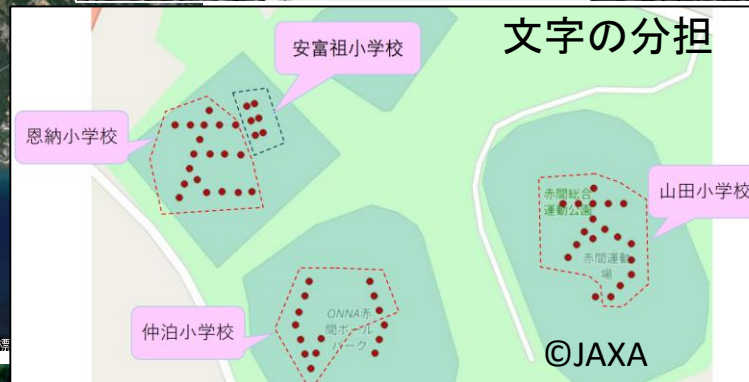 文字の分担
安富祖小学校
恩納小学校
山田小学校
赤間総合
運動公園
赤間運動
場
仲泊小学校
ONNA赤
間ボール
パーク
©JAXA
標